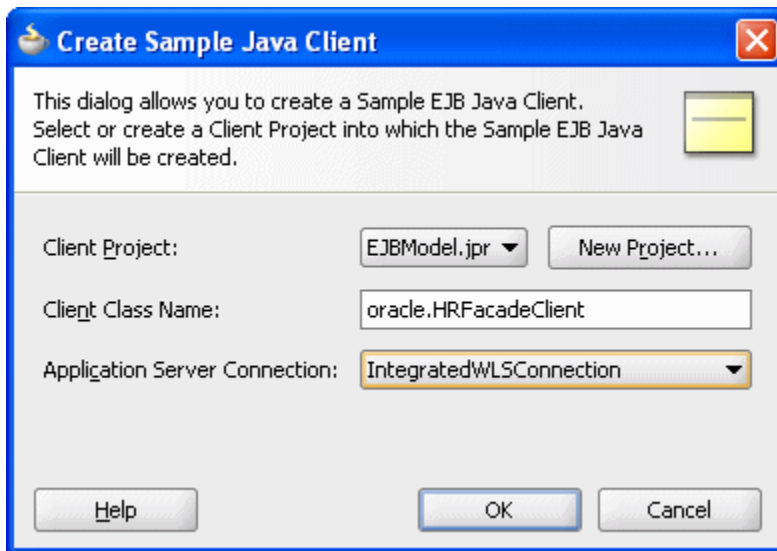 Create Sample Java Client
This dialog allows you to create a Sample EJB Java Client.
Select or create a Client Project into which the Sample EJB Java
Client will be created.
Client Project: EJBModel.jpr New Project...
Client Class Name: oracle.HRFacadeClient
Application Server Connection: IntegratedWLSConnection
Help OK Cancel